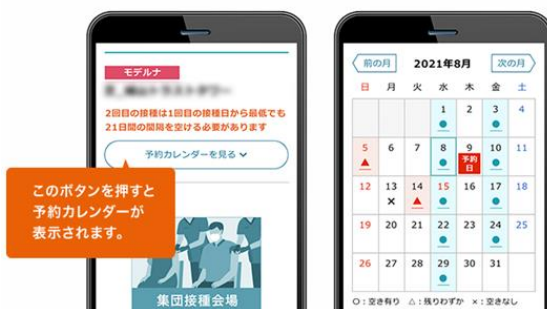 モデルナ
2回目の接種は1回目の接種日から最低でも
21日間の間隔を空ける必要があります
予約カレンダーを見る
このボタンを押すと
予約カレンダーが
表示されます。
集団接種会場
前の月 2021年8月 次の月
日 月 火 水 木 金 土
1 2 3 4
5 6 7 8 9 10 11
▲ ● 予約日 ●
12 13 14 15 16 17 18
× ▲ ● ●
19 20 21 22 23 24 25
● ●
26 27 28 29 30 31
●
○：空き有り △：残りわずか ×：空きなし